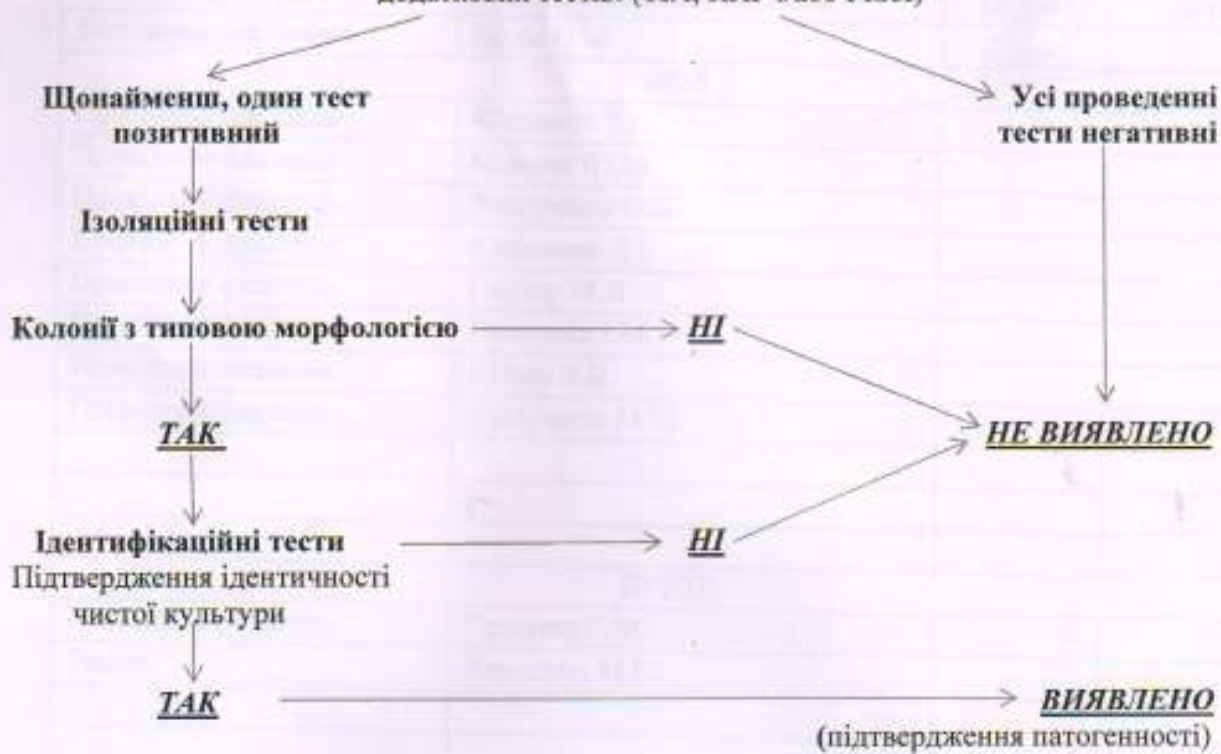 Щонайменш, один тест
позитивний
Усі проведенні
тести негативні
Ізоляційні тести
Колонії з типовою морфологією
НІ
ТАК
НЕ ВИЯВЛЕНО
Ідентифікаційні тести
НІ
Підтвердження ідентичності
чистої культури
ТАК
ВИЯВЛЕНО
(підтвердження патогенності)